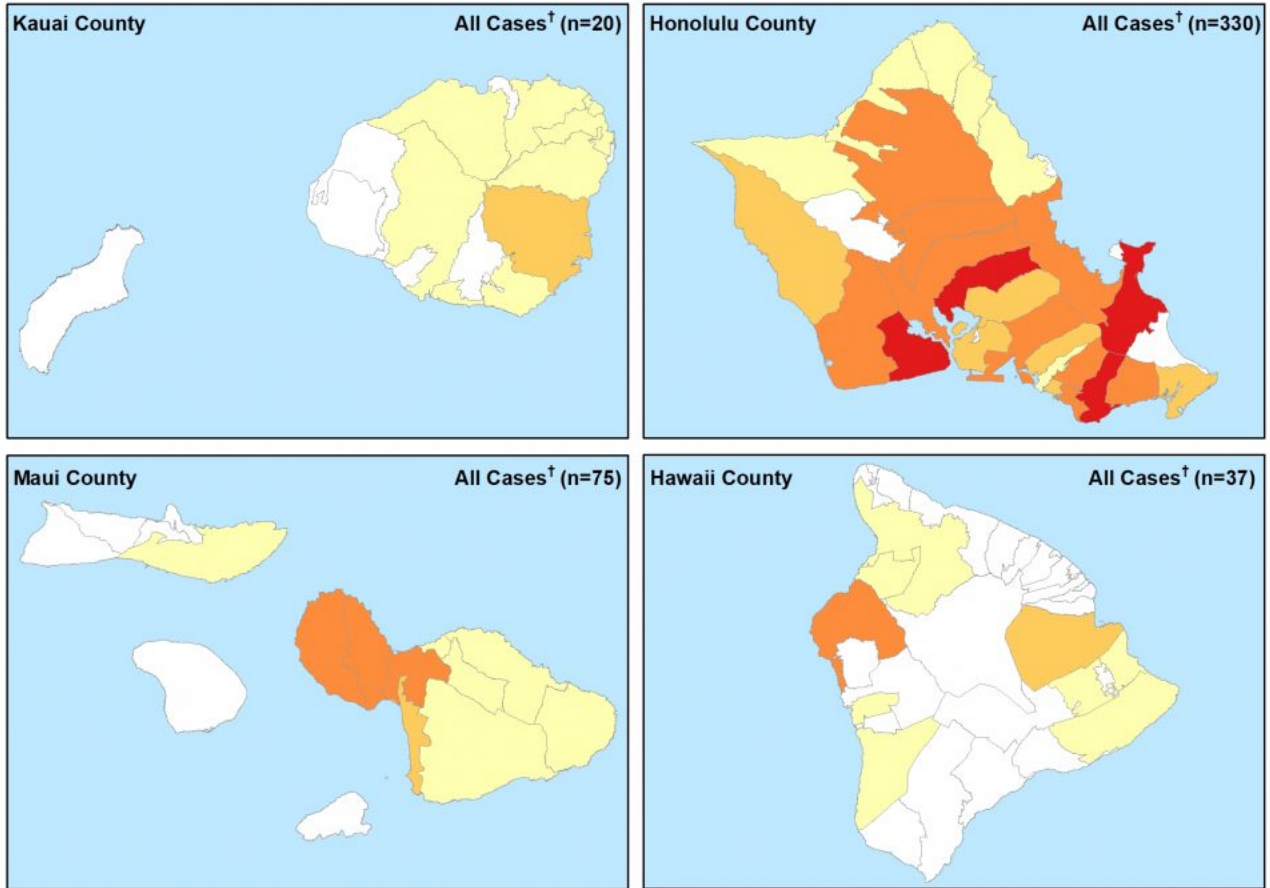 Kauai County All Cases† (n=20)
Honolulu County All Cases† (n=330)
Maui County All Cases† (n=75)
Hawaii County All Cases† (n=37)